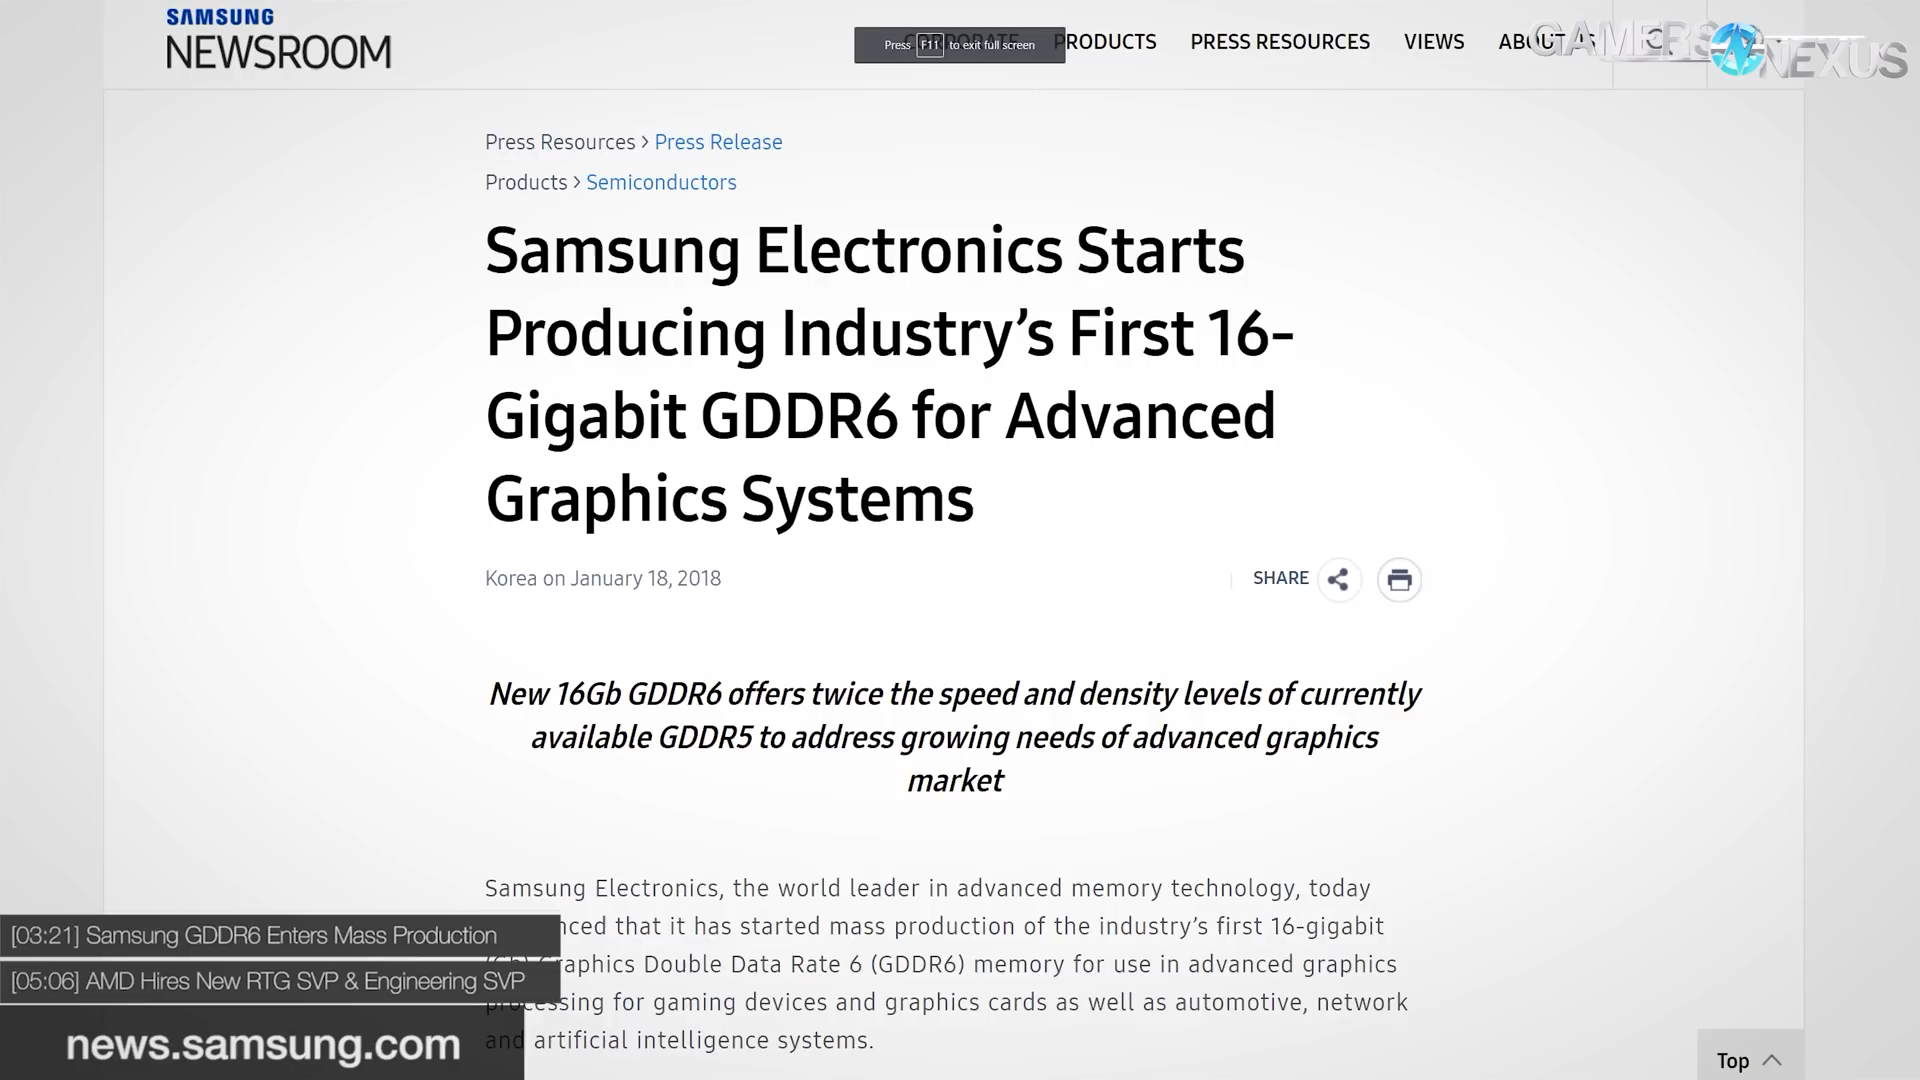 SAMSUNG
NEWSROOM
CORPORATE PRODUCTS PRESS RESOURCES VIEWS ABOUT US
Press F11 to exit full screen
GAMERS NEXUS
Press Resources > Press Release
Products > Semiconductors
Samsung Electronics Starts
Producing Industry’s First 16-
Gigabit GDDR6 for Advanced
Graphics Systems
Korea on January 18, 2018
SHARE
New 16Gb GDDR6 offers twice the speed and density levels of currently
available GDDR5 to address growing needs of advanced graphics
market
Samsung Electronics, the world leader in advanced memory technology, today
that it has started mass production of the industry’s first 16-gigabit
(Gb) Graphics Double Data Rate 6 (GDDR6) memory for use in advanced graphics
processing for gaming devices and graphics cards as well as automotive, network
and artificial intelligence systems.
[03:21] Samsung GDDR6 Enters Mass Production
[05:06] AMD Hires New RTG SVP & Engineering SVP
news.samsung.com
Top